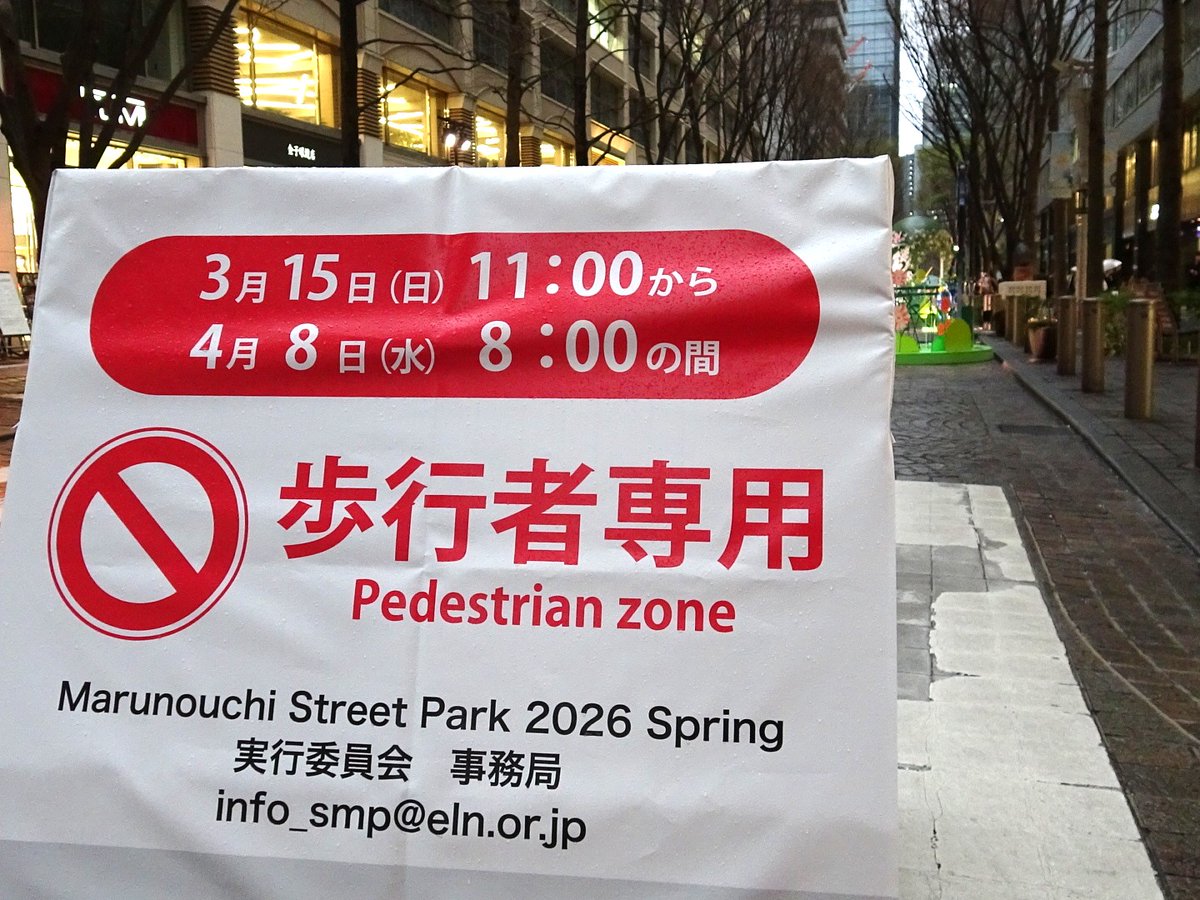 3月15日(日) 11:00から
4月 8日(水) 8:00の間
歩行者専用
Pedestrian zone
Marunouchi Street Park 2026 Spring
実行委員会 事務局
info_smp@eln.or.jp